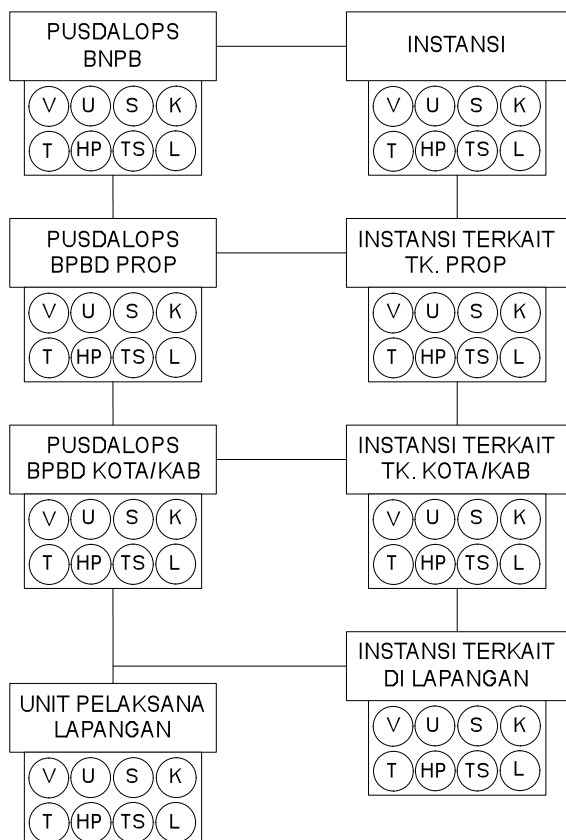 PUSDALOPS
BNPB
V U S K
T HP TS L
INSTANSI
V U S K
T HP TS L
PUSDALOPS
BPBD PROP
V U S K
T HP TS L
INSTANSI TERKAIT
TK. PROP
V U S K
T HP TS L
PUSDALOPS
BPBD KOTA/KAB
V U S K
T HP TS L
INSTANSI TERKAIT
TK. KOTA/KAB
V U S K
T HP TS L
UNIT PELAKSANA
LAPANGAN
V U S K
T HP TS L
INSTANSI TERKAIT
DI LAPANGAN
V U S K
T HP TS L